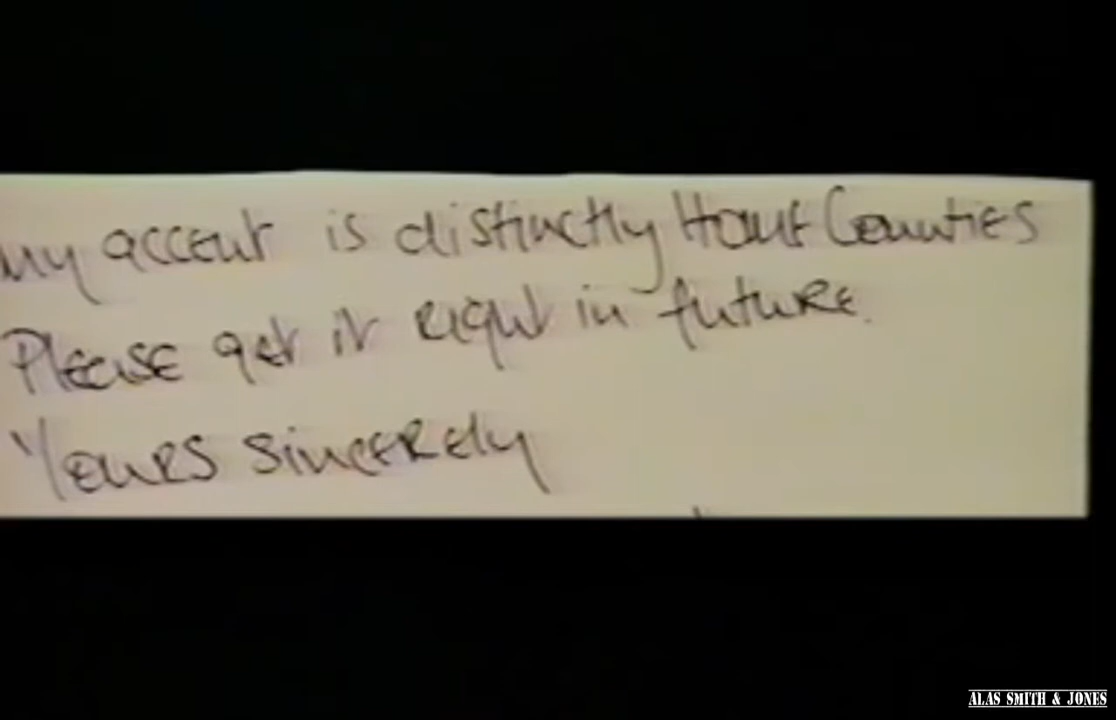 my accent is distinctly Home Counties
Please get it right in future.
Yours sincerely
ALAS SMITH & JONES